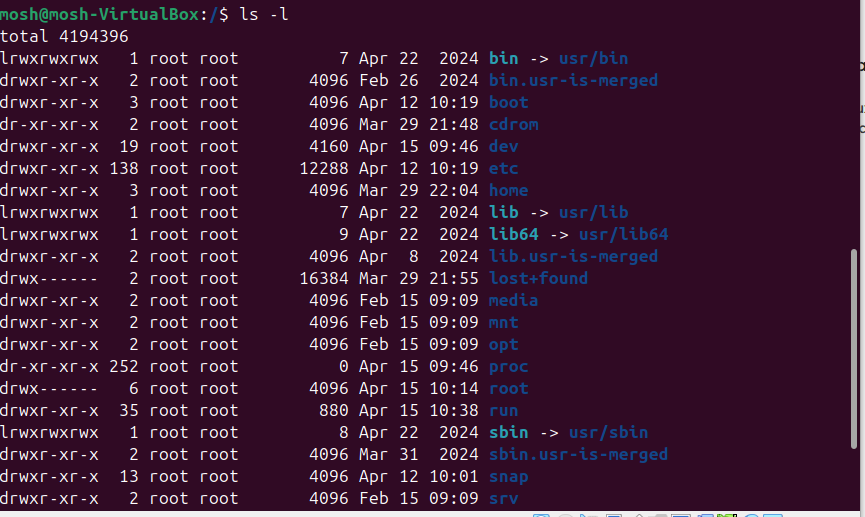 mosh@mosh-VirtualBox:/$ ls -l
total 4194396
lrwxrwxrwx   1 root root          7 Apr 22  2024 bin -> usr/bin
drwxr-xr-x   2 root root       4096 Feb 26  2024 bin.usr-is-merged
drwxr-xr-x   3 root root       4096 Apr 12 10:19 boot
dr-xr-xr-x   2 root root       4096 Mar 29 21:48 cdrom
drwxr-xr-x  19 root root       4160 Apr 15 09:46 dev
drwxr-xr-x 138 root root      12288 Apr 12 10:19 etc
drwxr-xr-x   3 root root       4096 Mar 29 22:04 home
lrwxrwxrwx   1 root root          7 Apr 22  2024 lib -> usr/lib
lrwxrwxrwx   1 root root          9 Apr 22  2024 lib64 -> usr/lib64
drwxr-xr-x   2 root root       4096 Apr  8  2024 lib.usr-is-merged
drwx------   2 root root      16384 Mar 29 21:55 lost+found
drwxr-xr-x   2 root root       4096 Feb 15 09:09 media
drwxr-xr-x   2 root root       4096 Feb 15 09:09 mnt
drwxr-xr-x   2 root root       4096 Feb 15 09:09 opt
dr-xr-xr-x 252 root root          0 Apr 15 09:46 proc
drwx------   6 root root       4096 Apr 15 10:14 root
drwxr-xr-x  35 root root        880 Apr 15 10:38 run
lrwxrwxrwx   1 root root          8 Apr 22  2024 sbin -> usr/sbin
drwxr-xr-x   2 root root       4096 Mar 31  2024 sbin.usr-is-merged
drwxr-xr-x  13 root root       4096 Apr 12 10:01 snap
drwxr-xr-x   2 root root       4096 Feb 15 09:09 srv